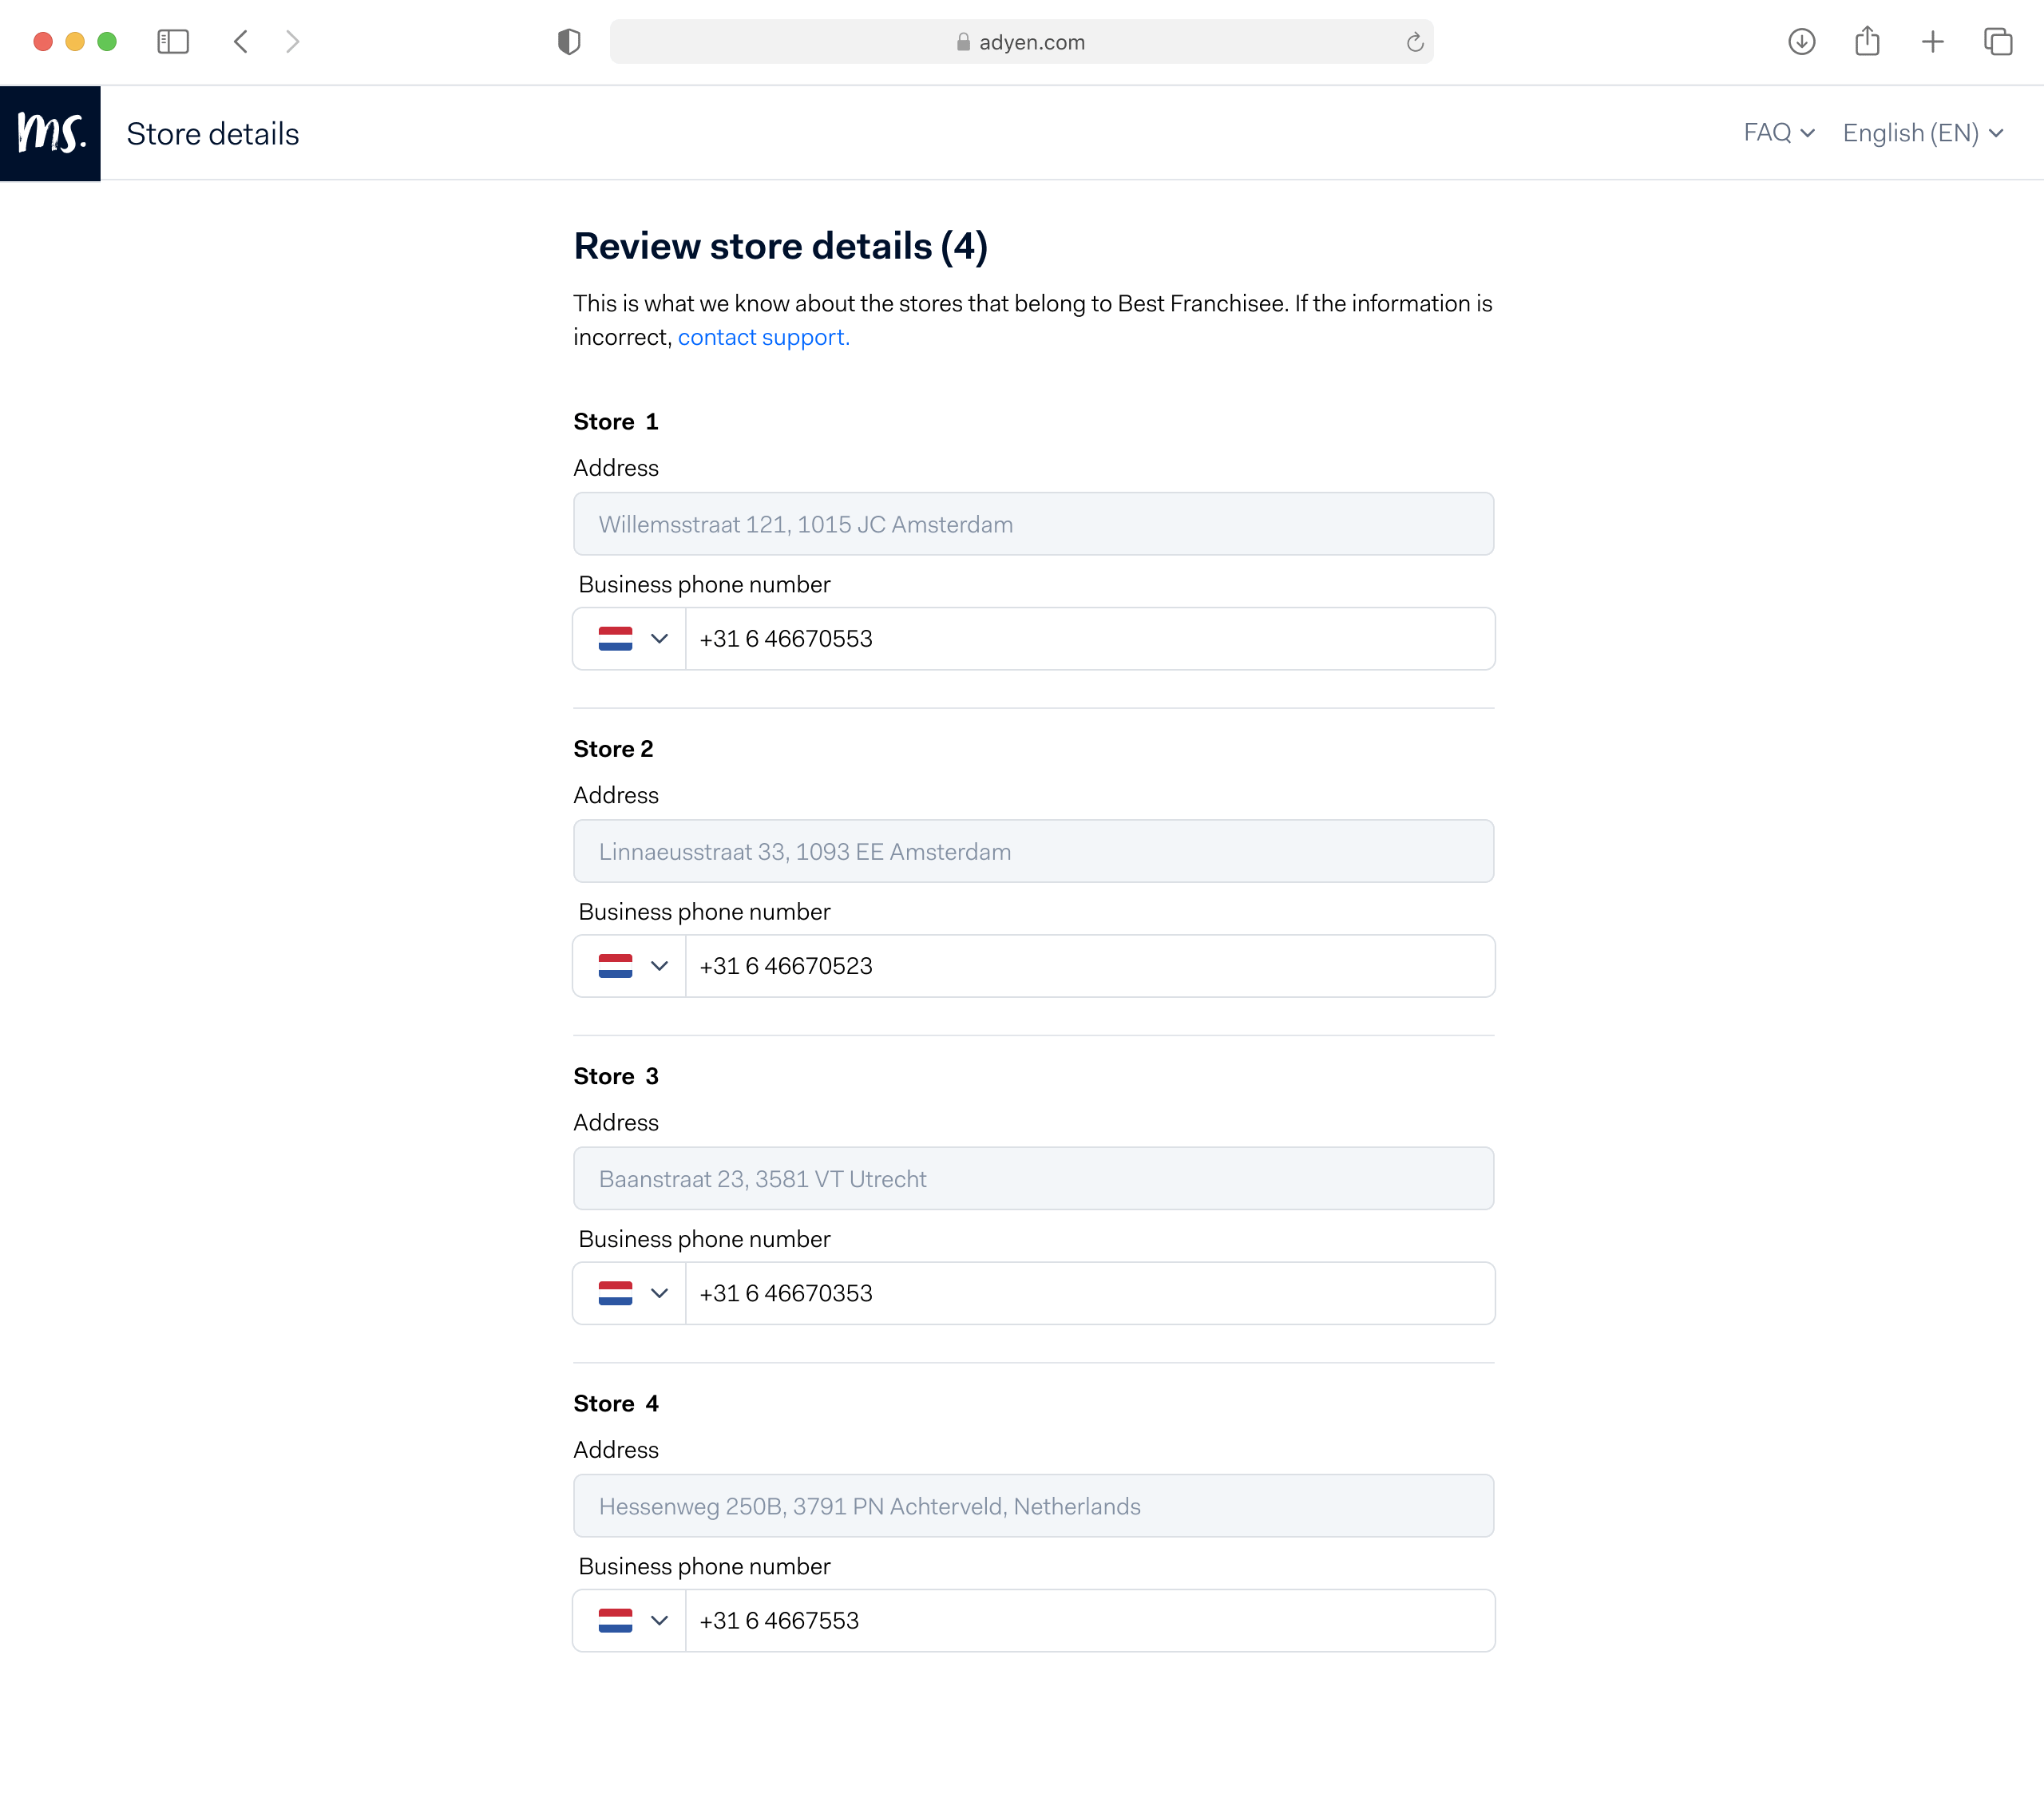 adyen.com
ms.
Store details
FAQ
English (EN)
Review store details (4)
This is what we know about the stores that belong to Best Franchisee. If the information is
incorrect, contact support.
Store 1
Address
Willemsstraat 121, 1015 JC Amsterdam
Business phone number
+31 6 46670553
Store 2
Address
Linnaeusstraat 33, 1093 EE Amsterdam
Business phone number
+31 6 46670523
Store 3
Address
Baanstraat 23, 3581 VT Utrecht
Business phone number
+31 6 46670353
Store 4
Address
Hessenweg 250B, 3791 PN Achterveld, Netherlands
Business phone number
+31 6 4667553